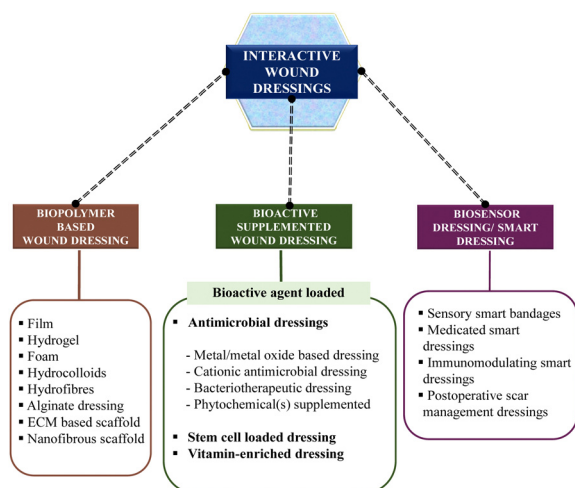 INTERACTIVE
WOUND
DRESSINGS
BIOPOLYMER
BASED
WOUND DRESSING
▪ Film
▪ Hydrogel
▪ Foam
▪ Hydrocolloids
▪ Hydrofibres
▪ Alginate dressing
▪ ECM based scaffold
▪ Nanofibrous scaffold
BIOACTIVE
SUPPLEMENTED
WOUND DRESSING
Bioactive agent loaded
▪ Antimicrobial dressings
- Metal/metal oxide based dressing
- Cationic antimicrobial dressing
- Bacteriotherapeutic dressing
- Phytochemical(s) supplemented
▪ Stem cell loaded dressing
▪ Vitamin-enriched dressing
BIOSENSOR
DRESSING/ SMART
DRESSING
▪ Sensory smart bandages
▪ Medicated smart
dressings
▪ Immunomodulating smart
dressings
▪ Postoperative scar
management dressings